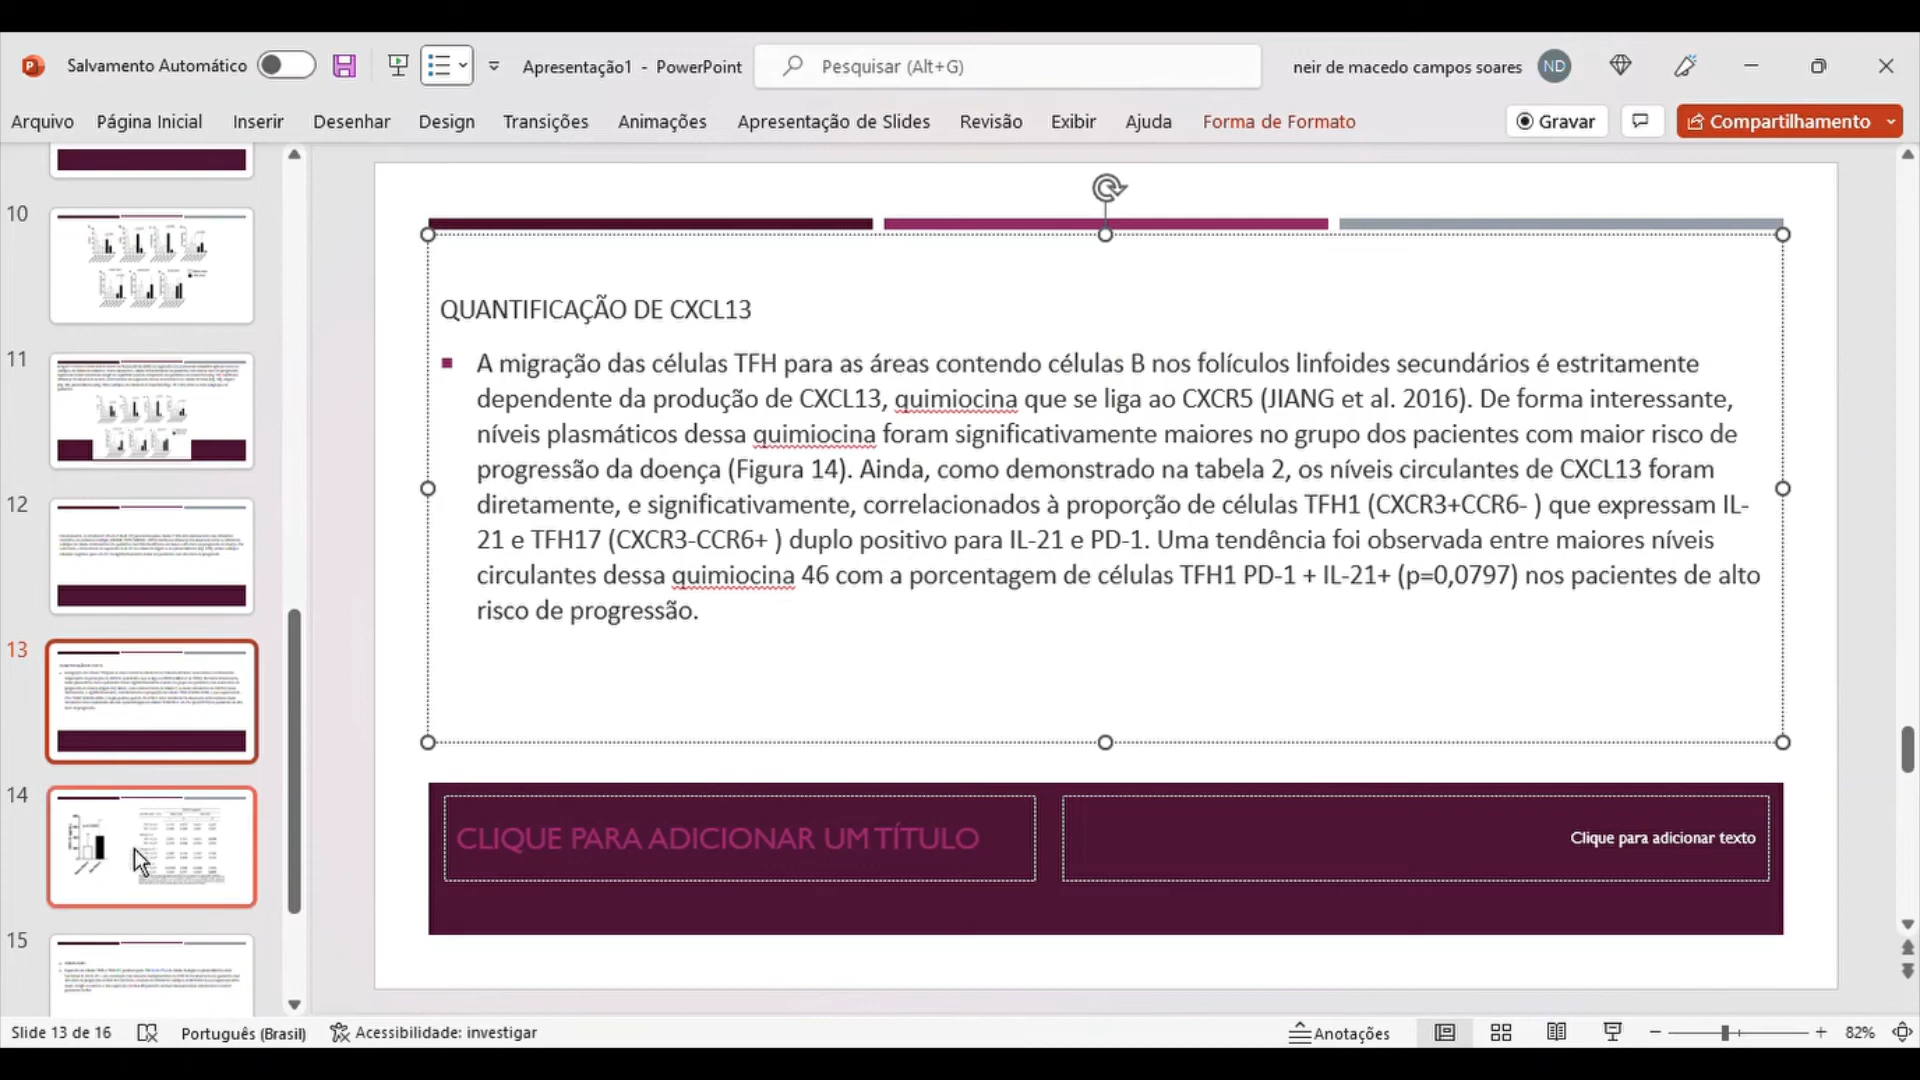 Salvamento Automático
Apresentação1 - PowerPoint
Pesquisar (Alt+G)
neir de macedo campos soares
ND
Arquivo
Página Inicial
Inserir
Desenhar
Design
Transições
Animações
Apresentação de Slides
Revisão
Exibir
Ajuda
Forma de Formato
Gravar
Compartilhamento
10
11
12
13
14
15
QUANTIFICAÇÃO DE CXCL13
A migração das células TFH para as áreas contendo células B nos folículos linfoides secundários é estritamente
dependente da produção de CXCL13, quimiocina que se liga ao CXCR5 (JIANG et al. 2016). De forma interessante,
níveis plasmáticos dessa quimiocina foram significativamente maiores no grupo dos pacientes com maior risco de
progressão da doença (Figura 14). Ainda, como demonstrado na tabela 2, os níveis circulantes de CXCL13 foram
diretamente, e significativamente, correlacionados à proporção de células TFH1 (CXCR3+CCR6- ) que expressam IL-
21 e TFH17 (CXCR3-CCR6+ ) duplo positivo para IL-21 e PD-1. Uma tendência foi observada entre maiores níveis
circulantes dessa quimiocina 46 com a porcentagem de células TFH1 PD-1 + IL-21+ (p=0,0797) nos pacientes de alto
risco de progressão.
CLIQUE PARA ADICIONAR UM TÍTULO
Clique para adicionar texto
Slide 13 de 16
Português (Brasil)
Acessibilidade: investigar
Anotações
82%